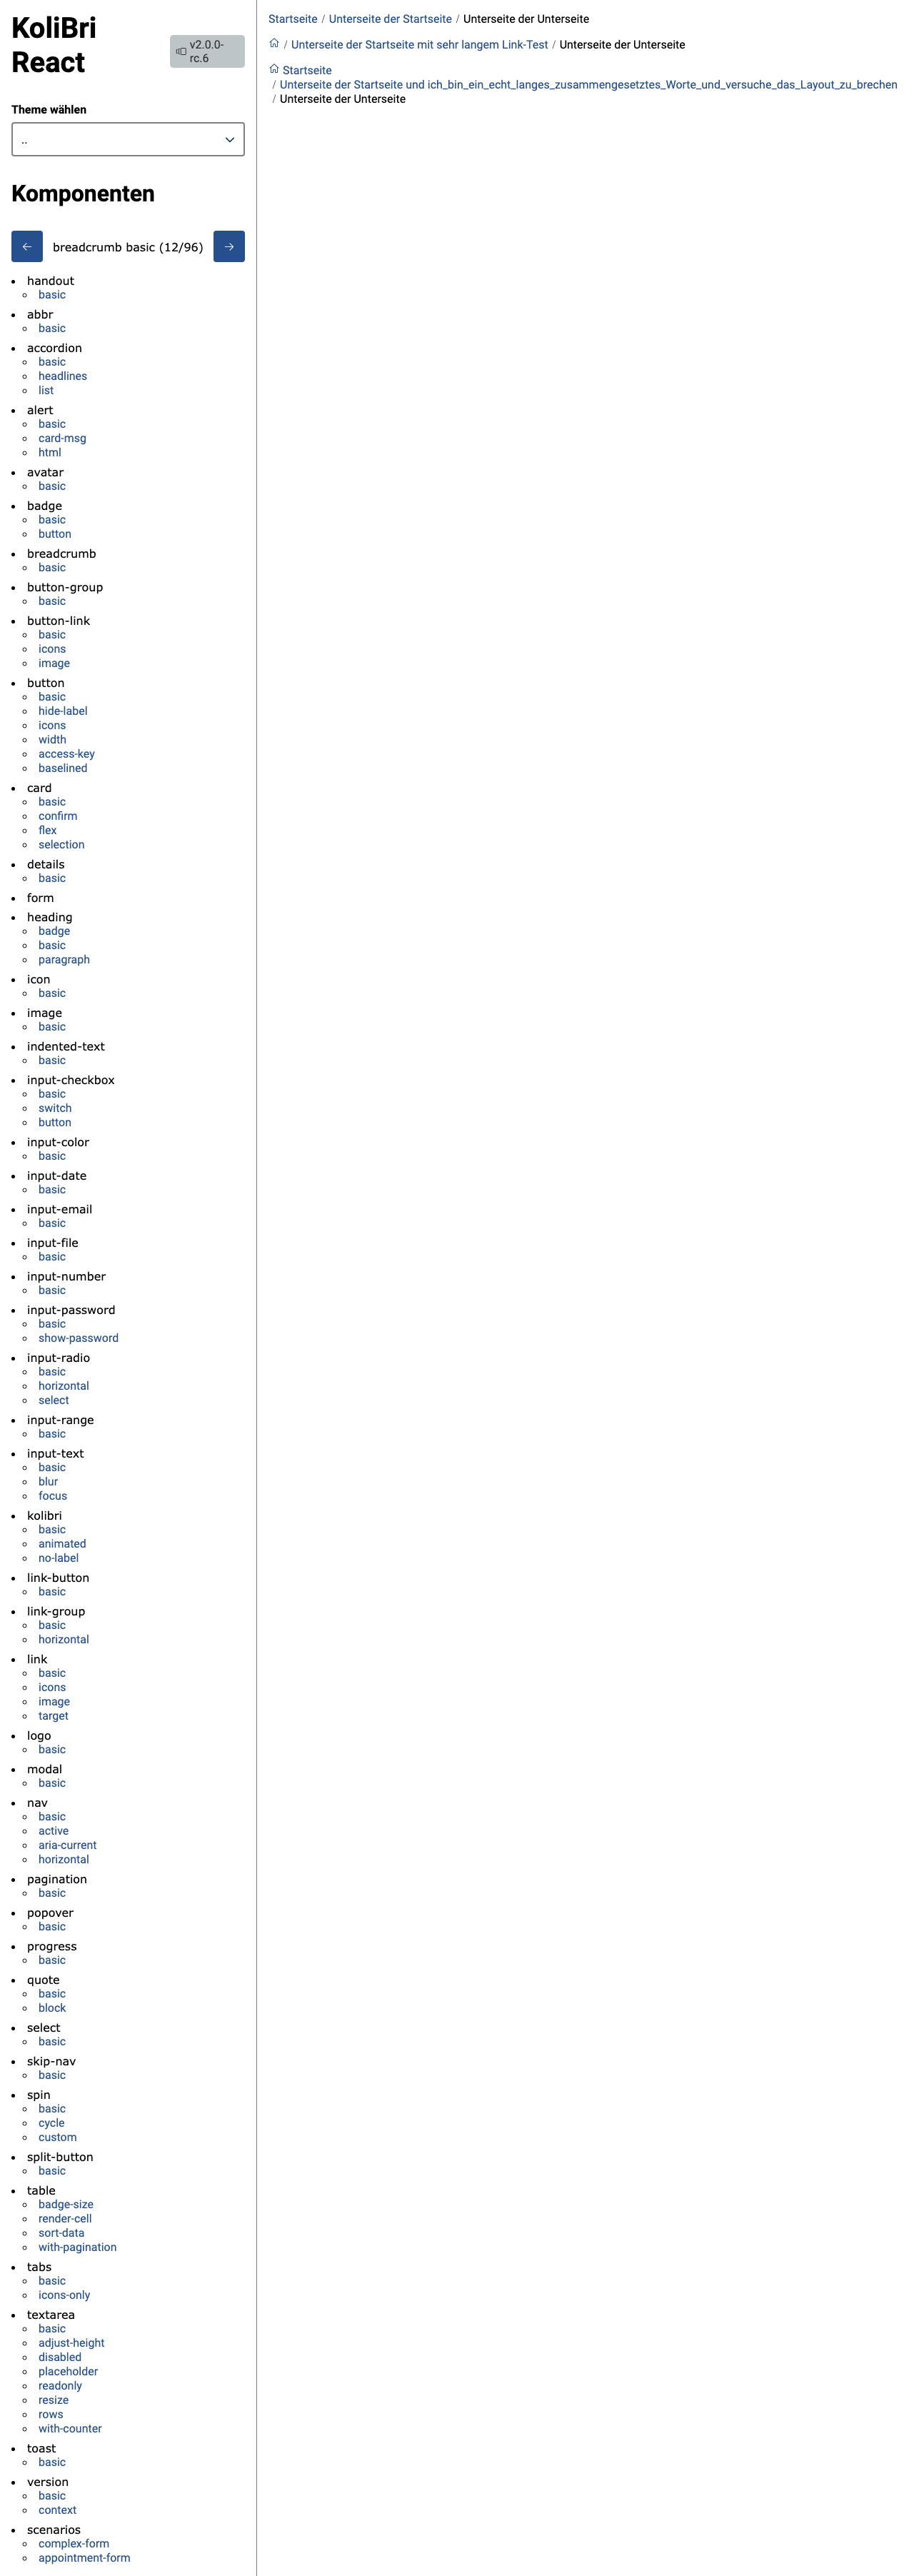 KoliBri
React
v2.0.0-
rc.6
Theme wählen
..
Komponenten
breadcrumb basic (12/96)
handout
basic
abbr
basic
accordion
basic
headlines
list
alert
basic
card-msg
html
avatar
basic
badge
basic
button
breadcrumb
basic
button-group
basic
button-link
basic
icons
image
button
basic
hide-label
icons
width
access-key
baselined
card
basic
confirm
flex
selection
details
basic
form
heading
badge
basic
paragraph
icon
basic
image
basic
indented-text
basic
input-checkbox
basic
switch
button
input-color
basic
input-date
basic
input-email
basic
input-file
basic
input-number
basic
input-password
basic
show-password
input-radio
basic
horizontal
select
input-range
basic
input-text
basic
blur
focus
kolibri
basic
animated
no-label
link-button
basic
link-group
basic
horizontal
link
basic
icons
image
target
logo
basic
modal
basic
nav
basic
active
aria-current
horizontal
pagination
basic
popover
basic
progress
basic
quote
basic
block
select
basic
skip-nav
basic
spin
basic
cycle
custom
split-button
basic
table
badge-size
render-cell
sort-data
with-pagination
tabs
basic
icons-only
textarea
basic
adjust-height
disabled
placeholder
readonly
resize
rows
with-counter
toast
basic
version
basic
context
scenarios
complex-form
appointment-form
Startseite / Unterseite der Startseite / Unterseite der Unterseite
/ Unterseite der Startseite mit sehr langem Link-Test / Unterseite der Unterseite
Startseite
/ Unterseite der Startseite und ich_bin_ein_echt_langes_zusammengesetztes_Worte_und_versuche_das_Layout_zu_brechen
/ Unterseite der Unterseite